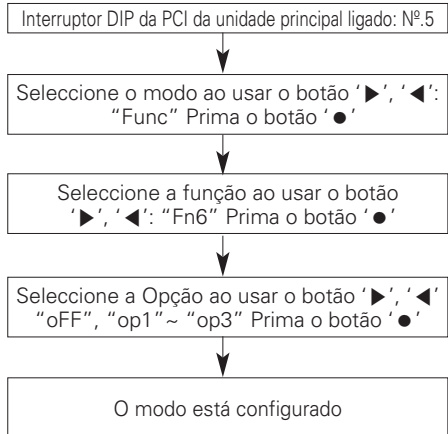 Interruptor DIP da PCI da unidade principal ligado: Nº.5
Seleccione o modo ao usar o botão ‘▶’, ‘◀’:
“Func” Prima o botão ‘●’
Seleccione a função ao usar o botão
‘▶’, ‘◀’: “Fn6” Prima o botão ‘●’
Seleccione a Opção ao usar o botão ‘▶’, ‘◀’
“oFF”, “op1”~ “op3” Prima o botão ‘●’
O modo está configurado